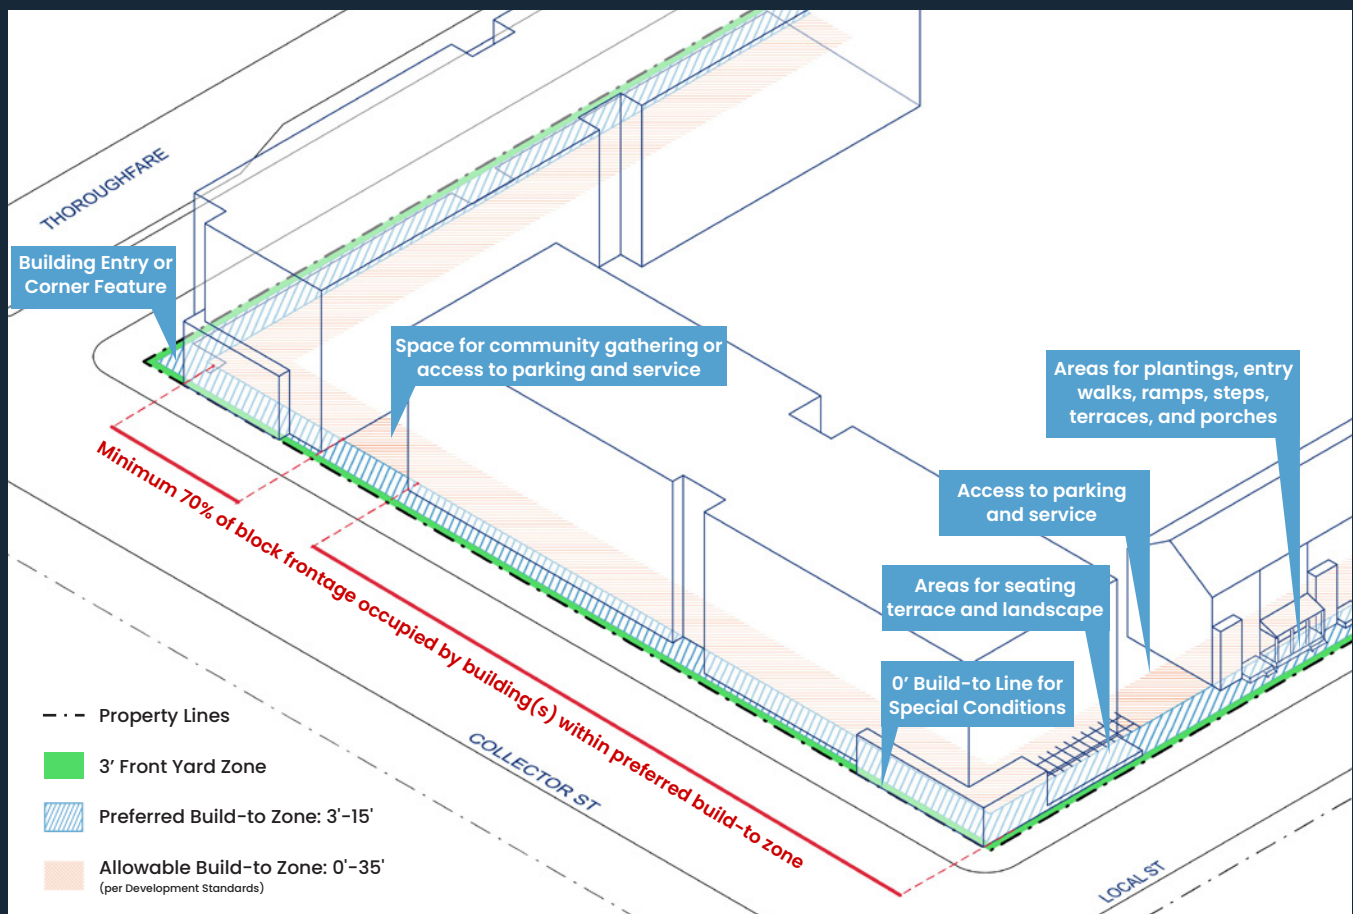 THOROUGHFARE
Building Entry or
Corner Feature
Space for community gathering or
access to parking and service
Areas for plantings, entry
walks, ramps, steps,
terraces, and porches
Access to parking
and service
Areas for seating
terrace and landscape
0' Build-to Line for
Special Conditions
Minimum 70% of block frontage occupied by building(s) within preferred build-to zone
COLLECTOR ST
LOCAL ST
Property Lines
3' Front Yard Zone
Preferred Build-to Zone: 3'-15'
Allowable Build-to Zone: 0'-35'
(per Development Standards)